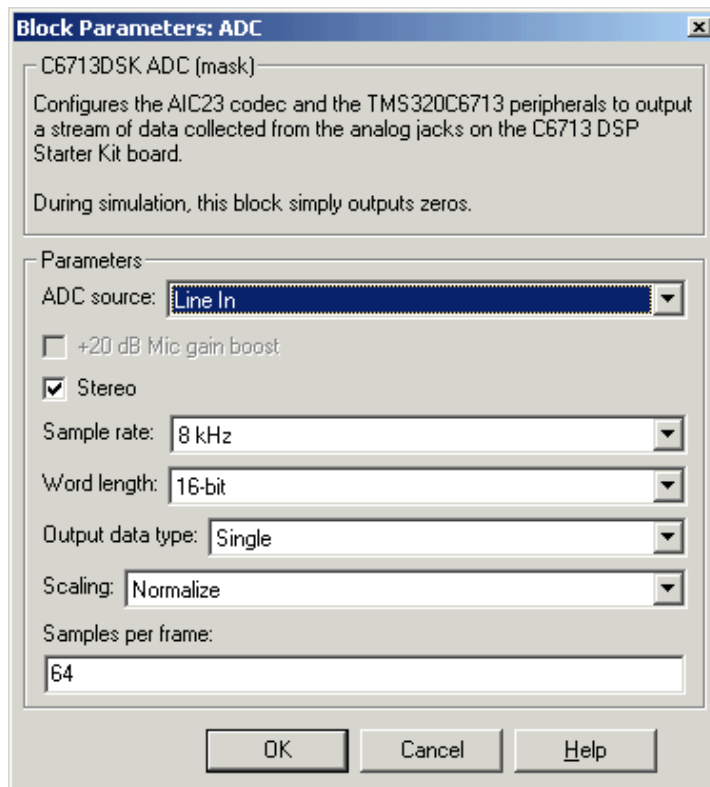 Block Parameters: ADC
C6713DSK ADC (mask)
Configures the AIC23 codec and the TMS320C6713 peripherals to output
a stream of data collected from the analog jacks on the C6713 DSP
Starter Kit board.
During simulation, this block simply outputs zeros.
Parameters
ADC source: Line In
+20 dB Mic gain boost
Stereo
Sample rate: 8 kHz
Word length: 16-bit
Output data type: Single
Scaling: Normalize
Samples per frame:
64
OK Cancel Help